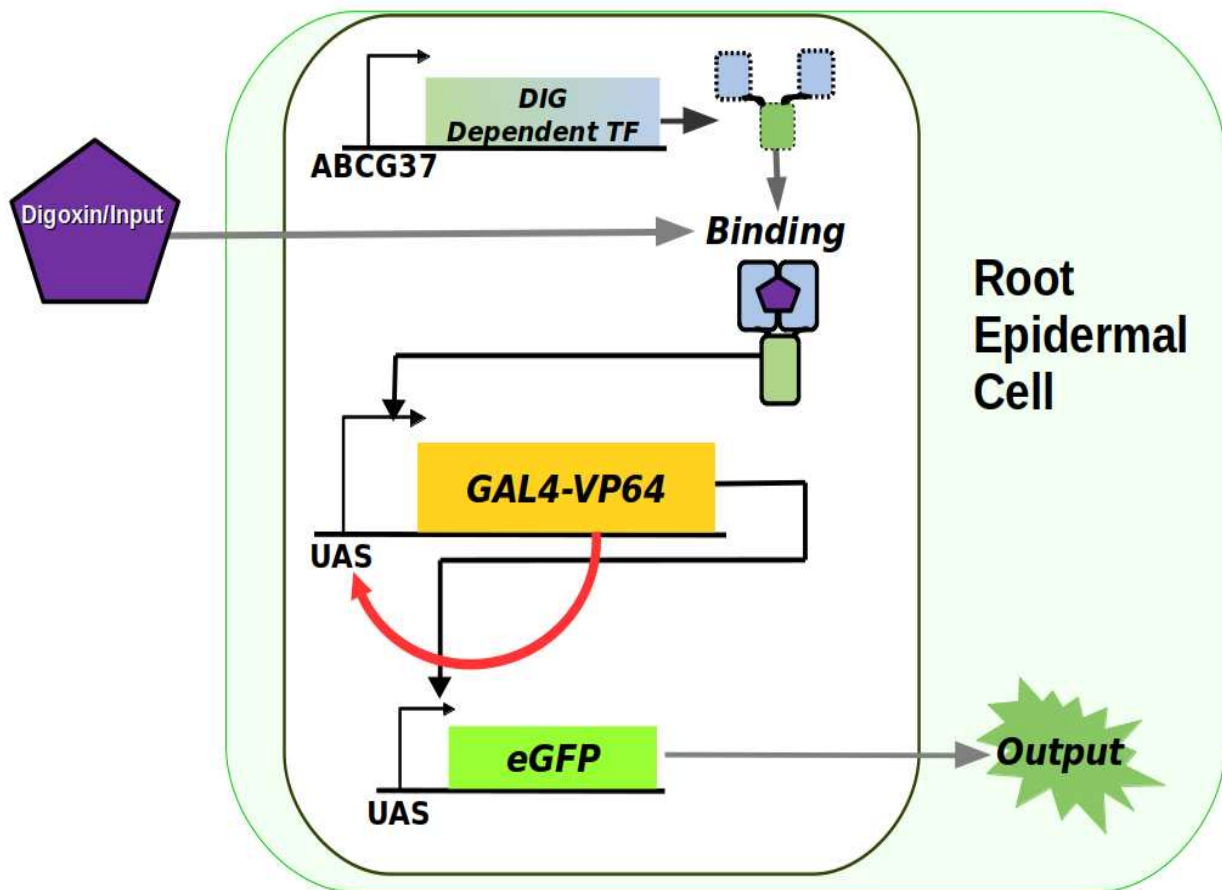 DIG
Dependent TF
ABCG37
Digoxin/Input
Binding
Root
Epidermal
Cell
GAL4-VP64
UAS
eGFP
Output
UAS